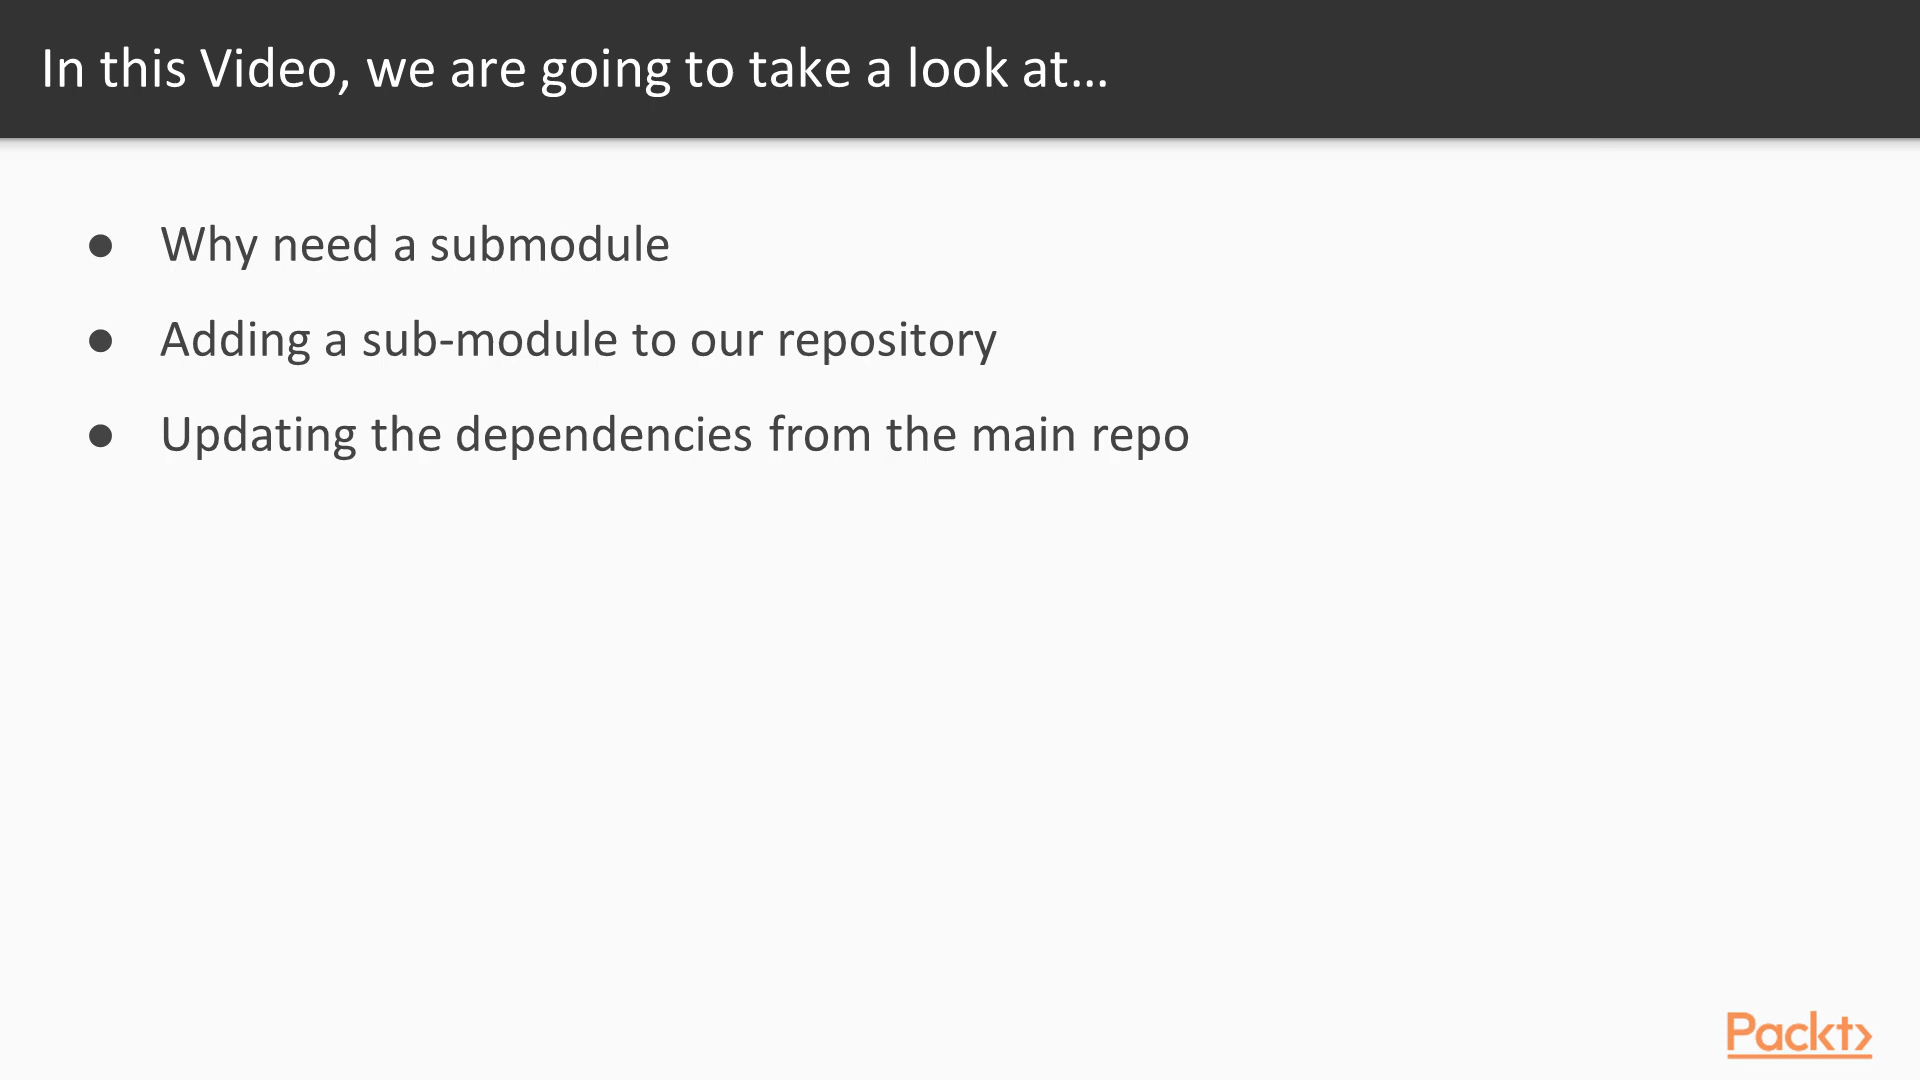 In this Video, we are going to take a look at...
● Why need a submodule
● Adding a sub-module to our repository
● Updating the dependencies from the main repo
Packt>